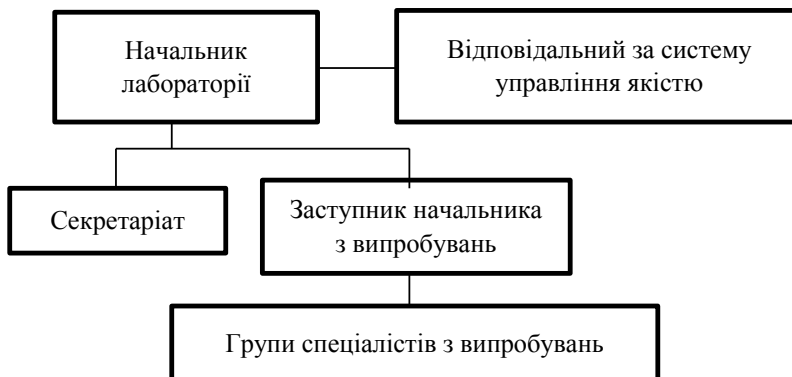 Начальник
лабораторії
Відповідальний за систему
управління якістю
Секретаріат
Заступник начальника
з випробувань
Групи спеціалістів з випробувань